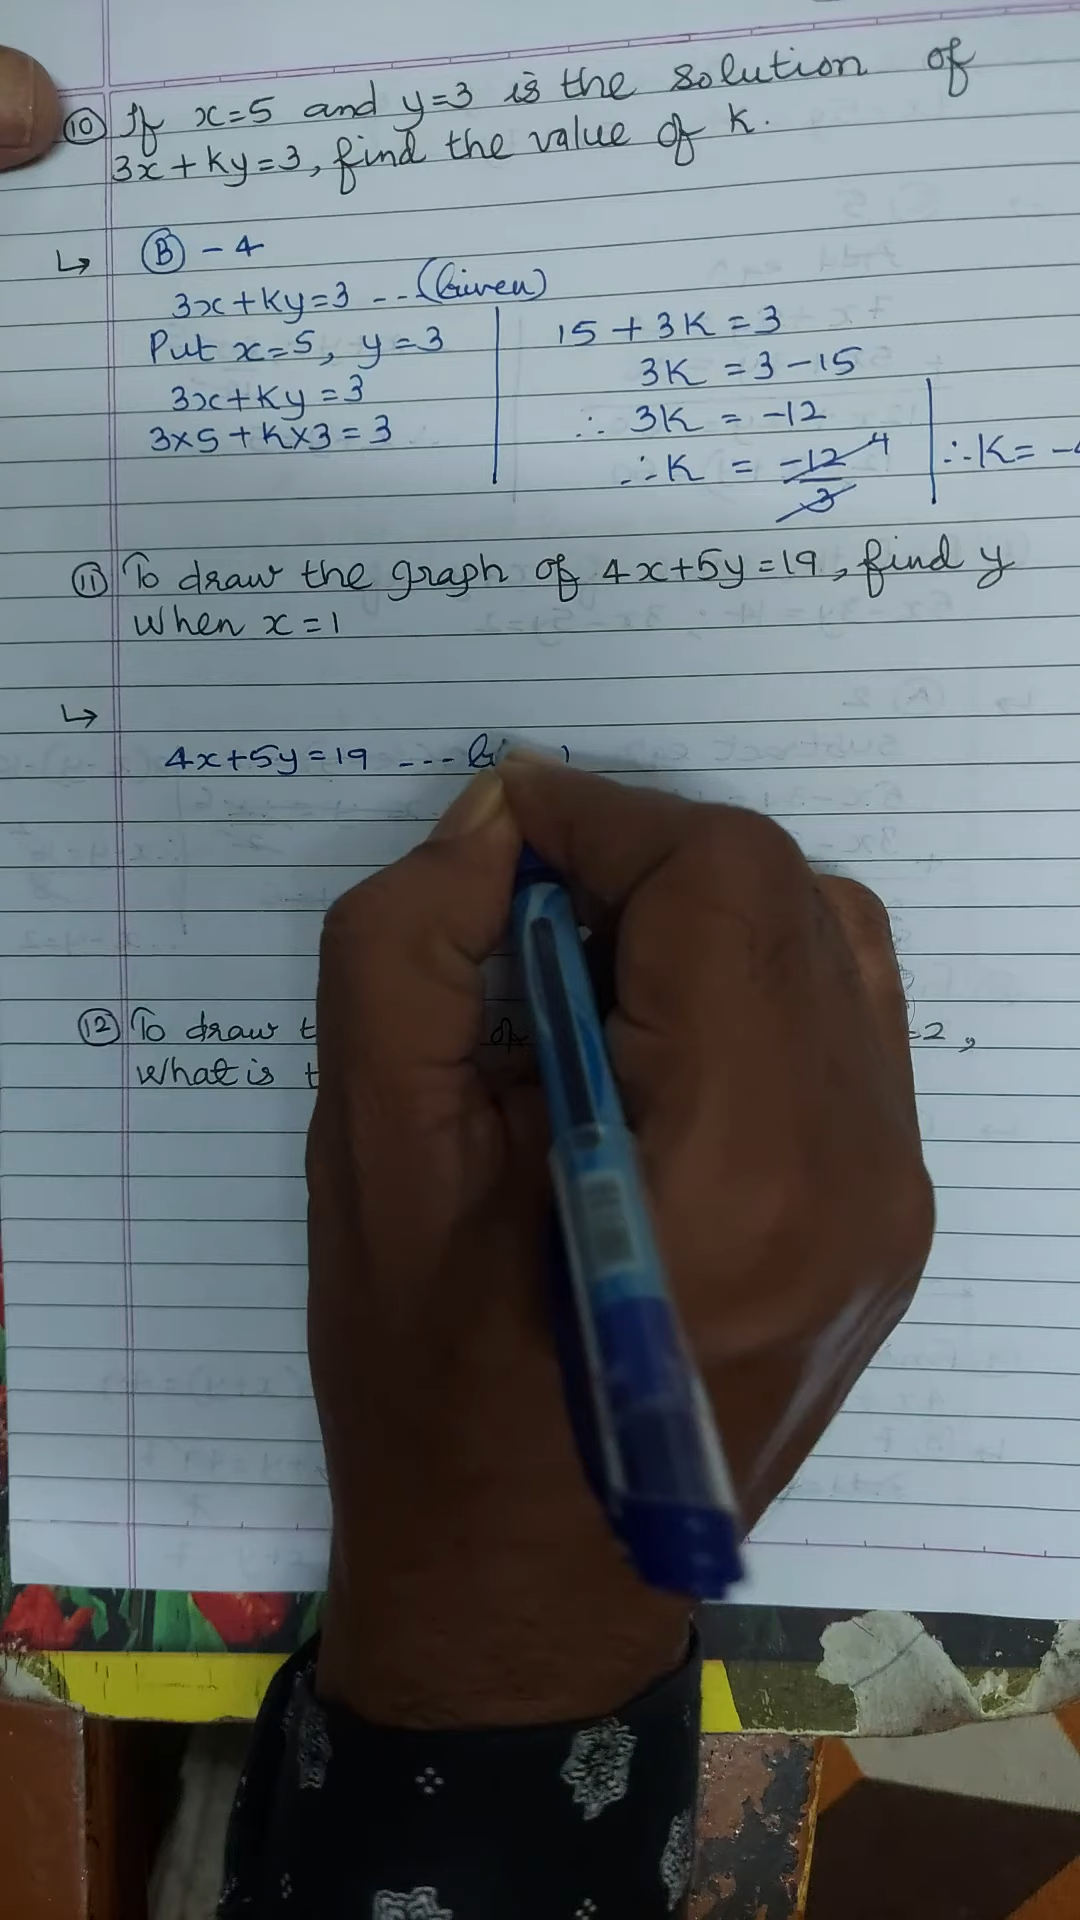 10 If x=5 and y=3 is the solution of
3x+ky=3, find the value of k.
B -4
3x+ky=3 --- (Given)
Put x=5, y=3
3x+ky=3
3×5+k×3=3
15+3k=3
3k=3-15
∴ 3k = -12
∴ k = -12/3 4
∴ k = -4
11 To draw the graph of 4x+5y=19, find y
when x=1
4x+5y=19 ---
12 To draw of =2,
What is